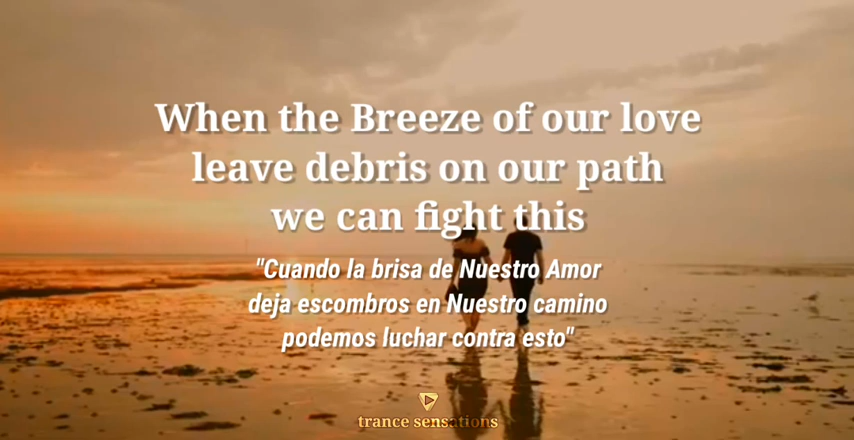 When the Breeze of our love
leave debris on our path
we can fight this
"Cuando la brisa de Nuestro Amor
deja escombros en Nuestro camino
podemos luchar contra esto"
trance sensations